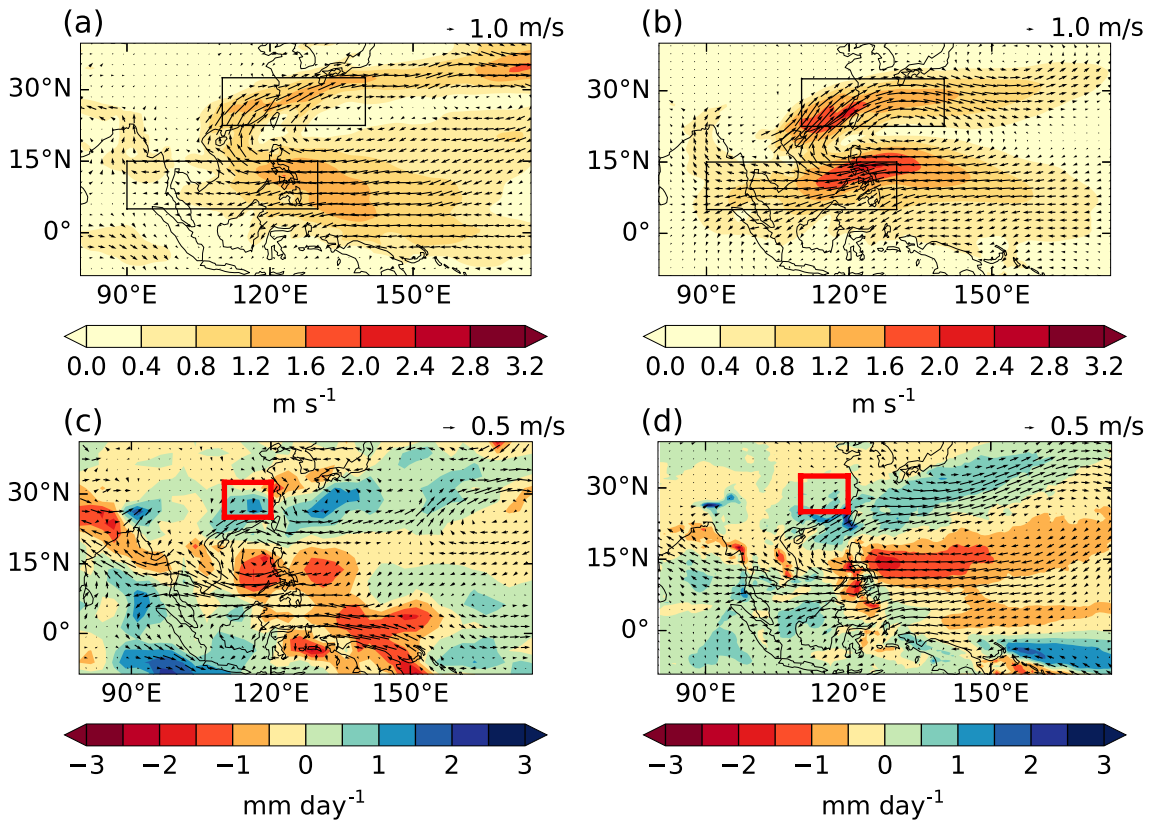 (a) → 1.0 m/s
30°N
15°N
0°
90°E 120°E 150°E
0.0 0.4 0.8 1.2 1.6 2.0 2.4 2.8 3.2
m s⁻¹
(b) → 1.0 m/s
30°N
15°N
0°
90°E 120°E 150°E
0.0 0.4 0.8 1.2 1.6 2.0 2.4 2.8 3.2
m s⁻¹
(c) → 0.5 m/s
30°N
15°N
0°
90°E 120°E 150°E
−3 −2 −1 0 1 2 3
mm day⁻¹
(d) → 0.5 m/s
30°N
15°N
0°
90°E 120°E 150°E
−3 −2 −1 0 1 2 3
mm day⁻¹